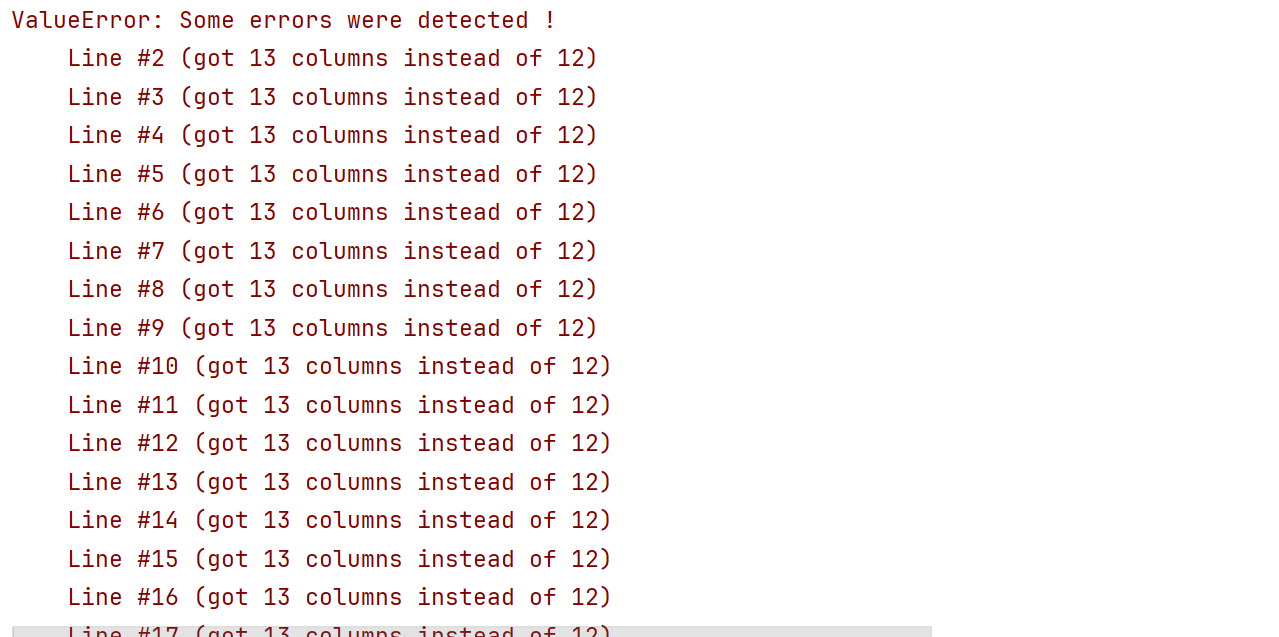 ValueError: Some errors were detected !
    Line #2 (got 13 columns instead of 12)
    Line #3 (got 13 columns instead of 12)
    Line #4 (got 13 columns instead of 12)
    Line #5 (got 13 columns instead of 12)
    Line #6 (got 13 columns instead of 12)
    Line #7 (got 13 columns instead of 12)
    Line #8 (got 13 columns instead of 12)
    Line #9 (got 13 columns instead of 12)
    Line #10 (got 13 columns instead of 12)
    Line #11 (got 13 columns instead of 12)
    Line #12 (got 13 columns instead of 12)
    Line #13 (got 13 columns instead of 12)
    Line #14 (got 13 columns instead of 12)
    Line #15 (got 13 columns instead of 12)
    Line #16 (got 13 columns instead of 12)
    Line #17 (got 13 columns instead of 12)